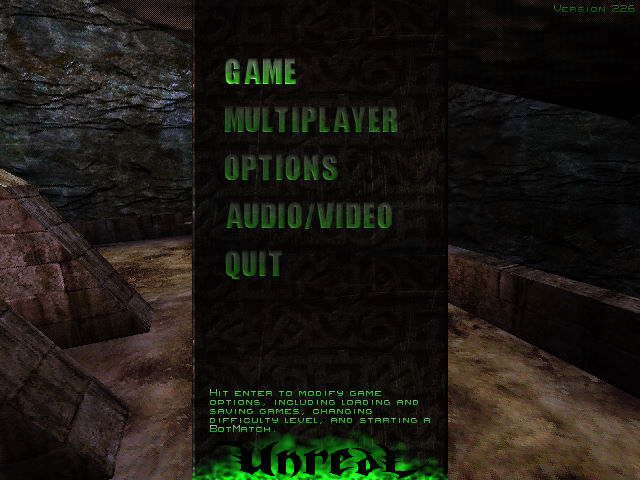 Version 226
GAME
MULTIPLAYER
OPTIONS
AUDIO/VIDEO
QUIT
Hit enter to modify game
options, including loading and
saving games, changing
difficulty level, and starting a
BotMatch.
Unreal